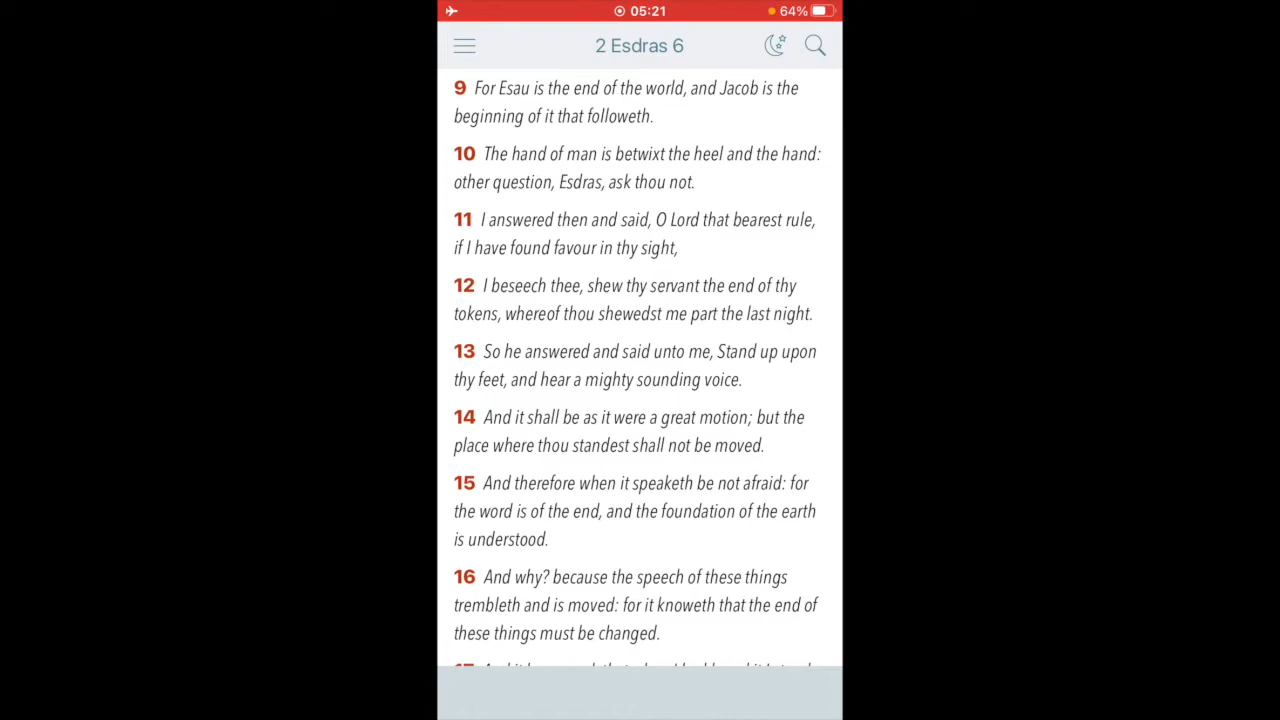 05:21 64%
2 Esdras 6
9 For Esau is the end of the world, and Jacob is the
beginning of it that followeth.
10 The hand of man is betwixt the heel and the hand:
other question, Esdras, ask thou not.
11 I answered then and said, O Lord that bearest rule,
if I have found favour in thy sight,
12 I beseech thee, shew thy servant the end of thy
tokens, whereof thou shewedst me part the last night.
13 So he answered and said unto me, Stand up upon
thy feet, and hear a mighty sounding voice.
14 And it shall be as it were a great motion; but the
place where thou standest shall not be moved.
15 And therefore when it speaketh be not afraid: for
the word is of the end, and the foundation of the earth
is understood.
16 And why? because the speech of these things
trembleth and is moved: for it knoweth that the end of
these things must be changed.